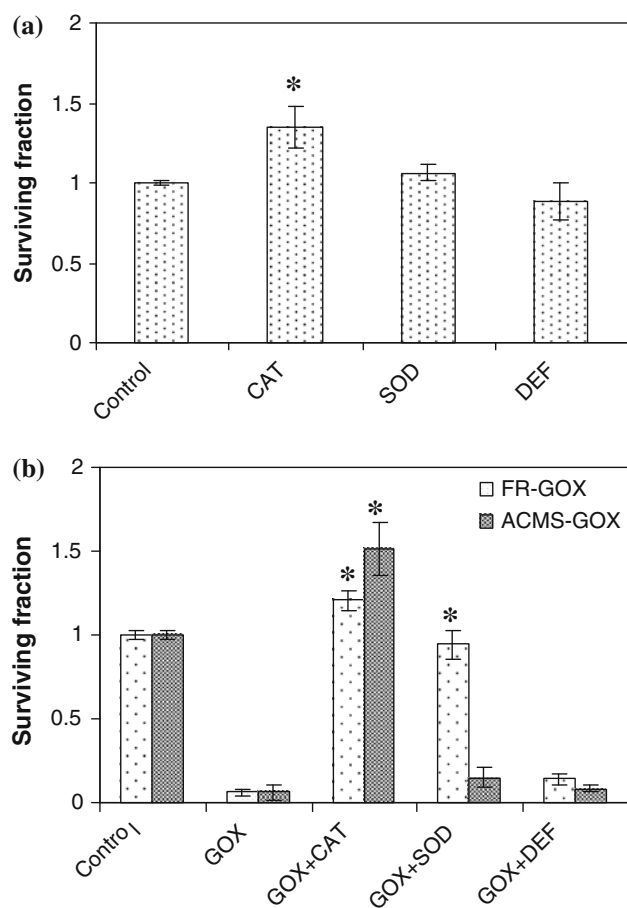 (a)
Surviving fraction
2
1.5
1
0.5
0
*
Control
CAT
SOD
DEF
(b)
Surviving fraction
2
1.5
1
0.5
0
FR-GOX
ACMS-GOX
*
*
*
Control
GOX
GOX+CAT
GOX+SOD
GOX+DEF